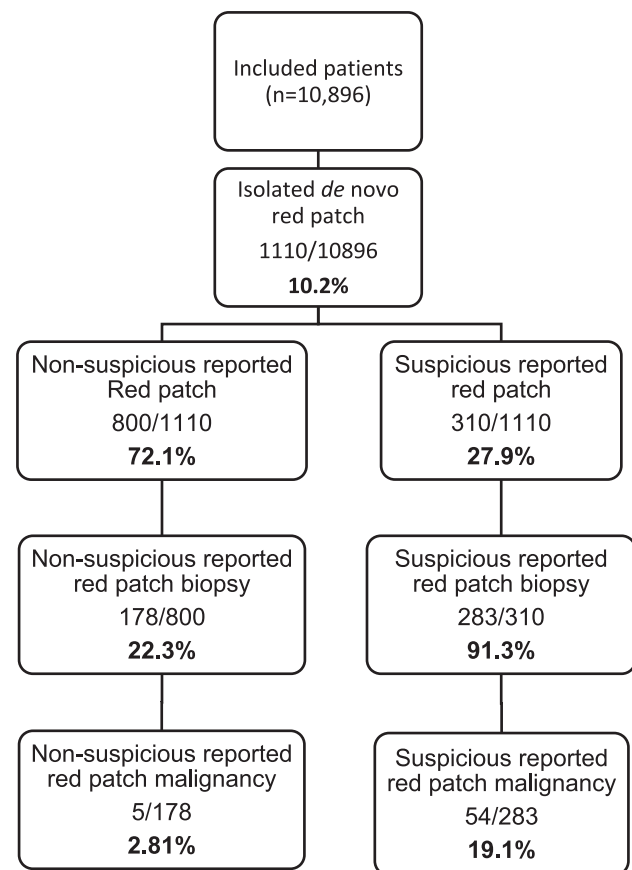 Included patients
(n=10,896)
Isolated de novo
red patch
1110/10896
10.2%
Non-suspicious reported
Red patch
800/1110
72.1%
Suspicious reported
red patch
310/1110
27.9%
Non-suspicious reported
red patch biopsy
178/800
22.3%
Suspicious reported
red patch biopsy
283/310
91.3%
Non-suspicious reported
red patch malignancy
5/178
2.81%
Suspicious reported
red patch malignancy
54/283
19.1%